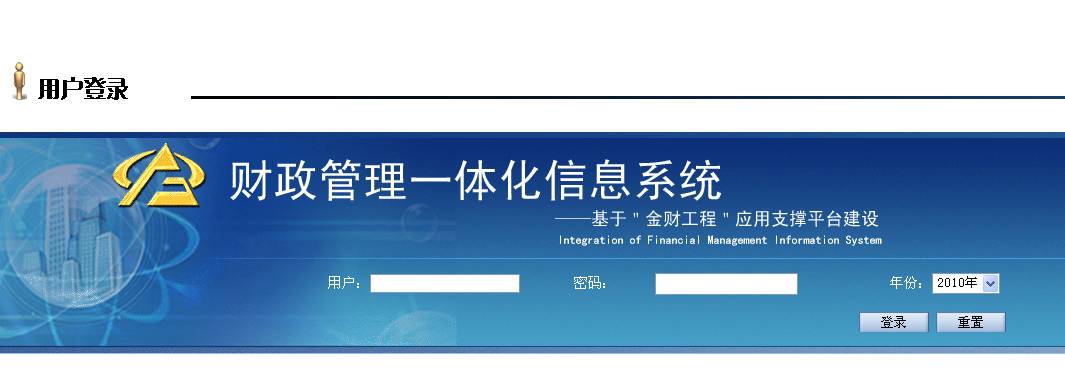 用户登录
财政管理一体化信息系统
——基于＂金财工程＂应用支撑平台建设
Integration of Financial Management Information System
用户： 密码： 年份： 2010年
登录 重置